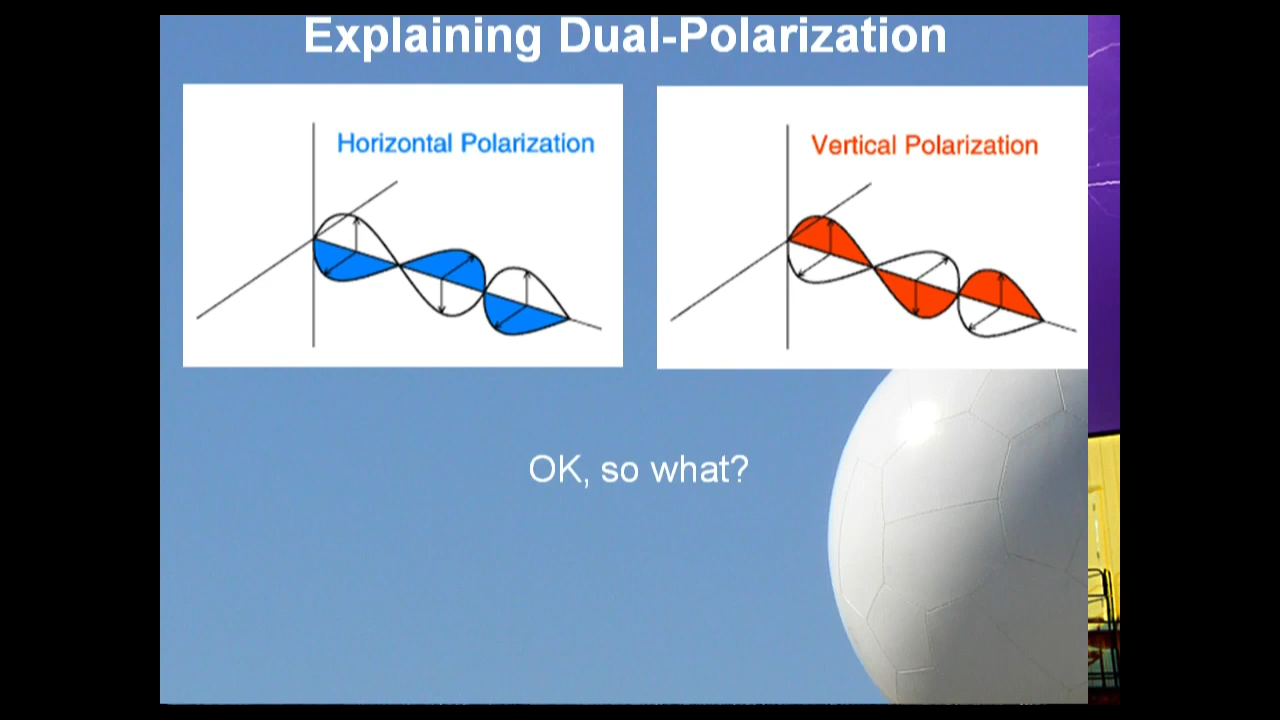 Explaining Dual-Polarization
Horizontal Polarization
Vertical Polarization
OK, so what?